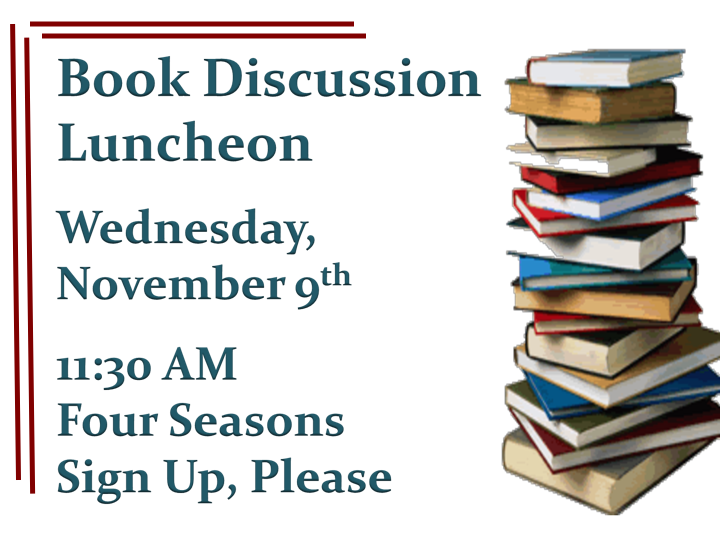 Book Discussion
Luncheon
Wednesday,
November 9th
11:30 AM
Four Seasons
Sign Up, Please